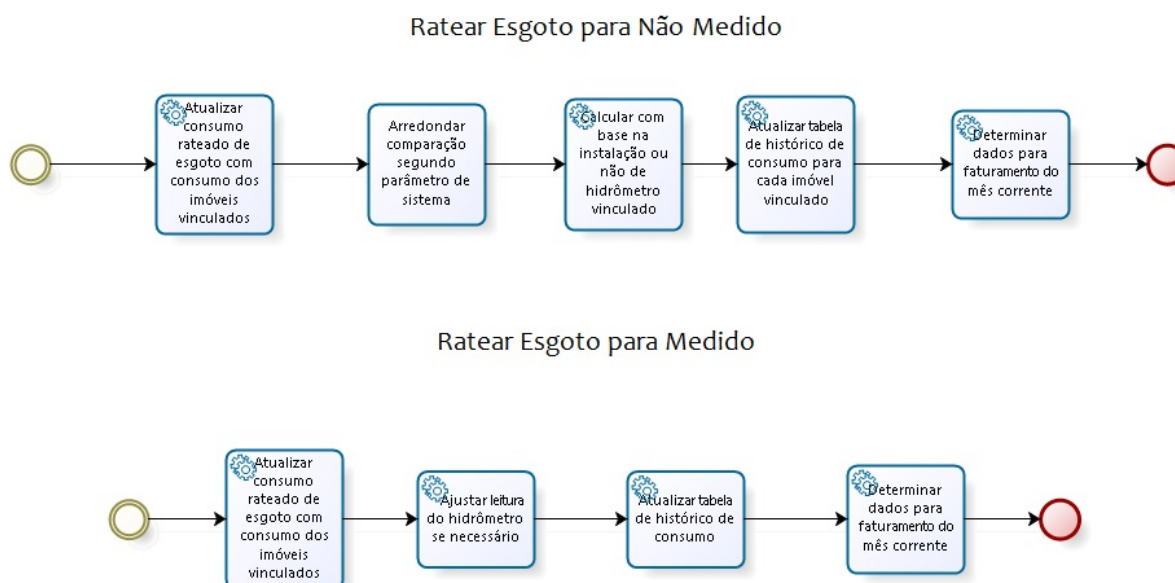 Ratear Esgoto para Não Medido
Atualizar
consumo
rateado de
esgoto com
consumo dos
imóveis
vinculados
Arredondar
comparação
segundo
parâmetro de
sistema
Calcular com
base na
instalação ou
não de
hidrômetro
vinculado
Atualizar tabela
de histórico de
consumo para
cada imóvel
vinculado
Determinar
dados para
faturamento do
mês corrente
Ratear Esgoto para Medido
Atualizar
consumo
rateado de
esgoto com
consumo dos
imóveis
vinculados
Ajustar leitura
do hidrômetro
se necessário
Atualizar tabela
de histórico de
consumo
Determinar
dados para
faturamento do
mês corrente